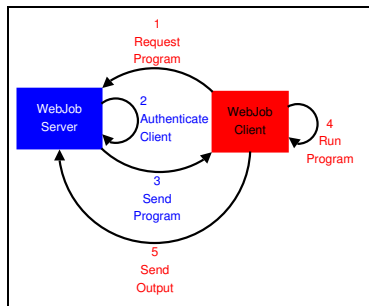 1
Request
Program
WebJob
Server
2
Authenticate
Client
WebJob
Client
4
Run
Program
3
Send
Program
5
Send
Output